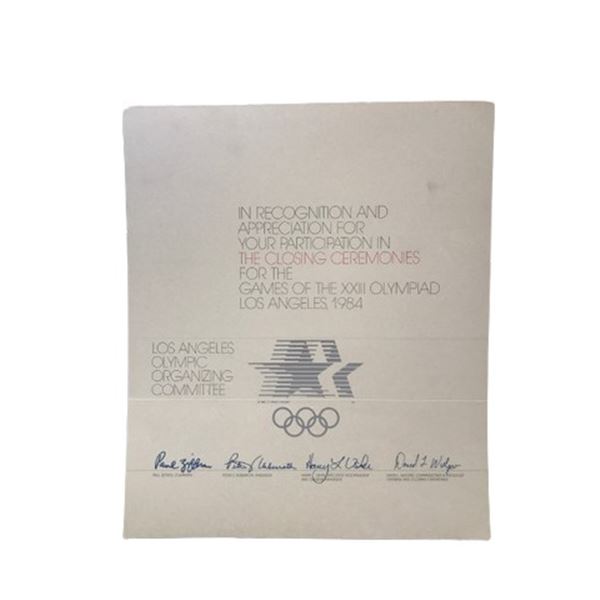 IN RECOGNITION AND
APPRECIATION FOR
YOUR PARTICIPATION IN
THE CLOSING CEREMONIES
FOR THE
GAMES OF THE XXIII OLYMPIAD
LOS ANGELES, 1984
LOS ANGELES
OLYMPIC
ORGANIZING
COMMITTEE